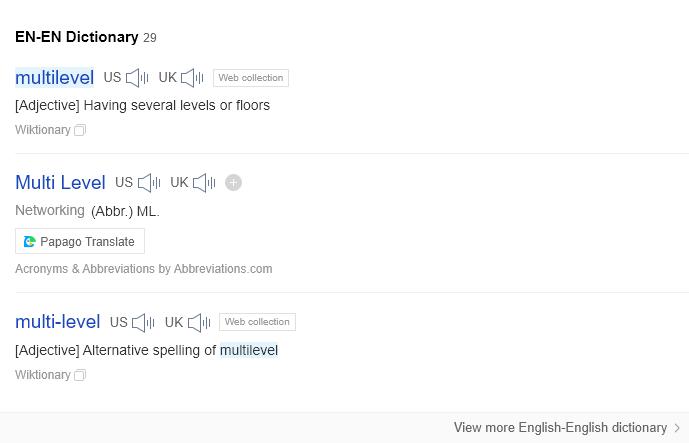 EN-EN Dictionary 29
multilevel US UK Web collection
[Adjective] Having several levels or floors
Wiktionary
Multi Level US UK
Networking (Abbr.) ML.
Papago Translate
Acronyms & Abbreviations by Abbreviations.com
multi-level US UK Web collection
[Adjective] Alternative spelling of multilevel
Wiktionary
View more English-English dictionary